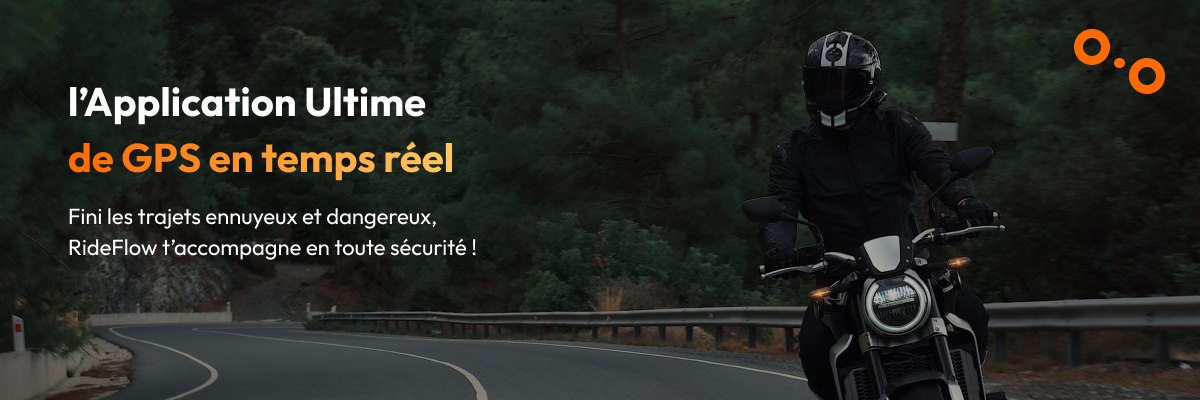 l’Application Ultime
de GPS en temps réel
Fini les trajets ennuyeux et dangereux,
RideFlow t’accompagne en toute sécurité !